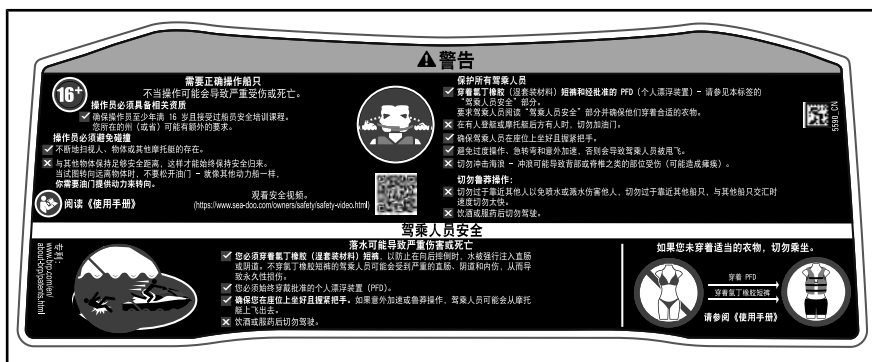 警告
需要正确操作船只
不当操作可能会导致严重受伤或死亡。
16+
操作员必须具备相关资质
确保操作员至少年满 16 岁且接受过船员安全培训课程。
您所在的州（或省）可能有额外的要求。
操作员必须避免碰撞
不断地扫视人、物体或其他摩托艇的存在。
与其他物体保持足够安全距离，这样才能始终保持安全归来。
当试图转向远离物体时，不要松开油门 – 就像其他动力船一样，
你需要油门提供动力来转向。
阅读《使用手册》
观看安全视频。
(https://www.sea-doo.com/owners/safety/safety-video.html)
保护所有驾乘人员
穿着氯丁橡胶（湿套装材料）短裤和经批准的 PFD（个人漂浮装置）– 请参见本标签的
“驾乘人员安全”部分。
要求驾乘人员阅读“驾乘人员安全”部分并确保他们穿着合适的衣物。
在有人登艇或摩托艇后方有人时，切勿加油门。
确保驾乘人员在座位上坐好且握紧把手。
避免过度操作、急转弯和意外加速，否则会导致驾乘人员被甩飞。
切勿冲击海浪 – 冲浪可能导致背部或脊椎之类的部位受伤（可能造成瘫痪）。
切勿鲁莽操作：
切勿过于靠近其他人以免喷水或溅水伤害他人，切勿过于靠近其他船只，与其他船只交汇时
速度切勿太快。
饮酒或服药后切勿驾驶。
5590_CN
驾乘人员安全
专利：
www.brp.com/en/
about-brp/patents.html
落水可能导致严重伤害或死亡
您必须穿着氯丁橡胶（湿套装材料）短裤，以防止在向后摔倒时，水被强行注入直肠
或阴道。不穿氯丁橡胶短裤的驾乘人员可能会受到严重的直肠、阴道和内伤，从而导
致永久性损伤。
您必须始终穿戴批准的个人漂浮装置（PFD）。
确保您在座位上坐好且握紧把手。如果意外加速或鲁莽操作，驾乘人员可能会从摩托
艇上飞出去。
饮酒或服药后切勿驾驶。
如果您未穿着适当的衣物，切勿乘坐。
穿着 PFD
穿着氯丁橡胶短裤
请参阅《使用手册》